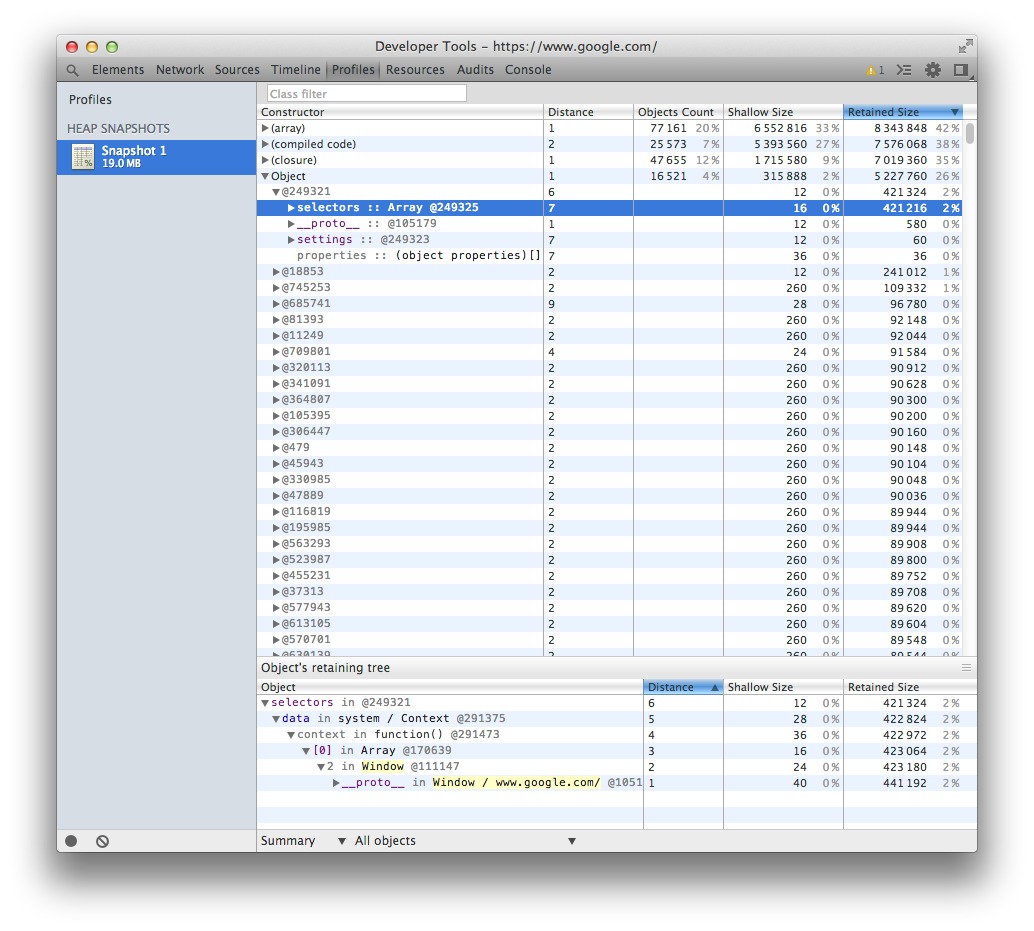 Developer Tools – https://www.google.com/
Elements Network Sources Timeline Profiles Resources Audits Console 1
Profiles
HEAP SNAPSHOTS
Snapshot 1
19.0 MB
%
Class filter
Constructor Distance Objects Count Shallow Size Retained Size
(array) 1 77 161 20% 6 552 816 33% 8 343 848 42%
(compiled code) 2 25 573 7% 5 393 560 27% 7 576 068 38%
(closure) 1 47 655 12% 1 715 580 9% 7 019 360 35%
Object 1 16 521 4% 315 888 2% 5 227 760 26%
@249321 6 12 0% 421 324 2%
selectors :: Array @249325 7 16 0% 421 216 2%
__proto__ :: @105179 1 12 0% 580 0%
settings :: @249323 7 12 0% 60 0%
properties :: (object properties)[] 7 36 0% 36 0%
@18853 2 12 0% 241 012 1%
@745253 2 260 0% 109 332 1%
@685741 9 28 0% 96 780 0%
@81393 2 260 0% 92 148 0%
@11249 2 260 0% 92 044 0%
@709801 4 24 0% 91 584 0%
@320113 2 260 0% 90 912 0%
@341091 2 260 0% 90 628 0%
@364807 2 260 0% 90 300 0%
@105395 2 260 0% 90 200 0%
@306447 2 260 0% 90 160 0%
@479 2 260 0% 90 148 0%
@45943 2 260 0% 90 104 0%
@330985 2 260 0% 90 048 0%
@47889 2 260 0% 90 036 0%
@116819 2 260 0% 89 944 0%
@195985 2 260 0% 89 944 0%
@563293 2 260 0% 89 908 0%
@523987 2 260 0% 89 800 0%
@455231 2 260 0% 89 752 0%
@37313 2 260 0% 89 708 0%
@577943 2 260 0% 89 620 0%
@613105 2 260 0% 89 604 0%
@570701 2 260 0% 89 548 0%
@630139 2 260 0% 89 544 0%
Object's retaining tree
Object Distance Shallow Size Retained Size
selectors in @249321 6 12 0% 421 324 2%
data in system / Context @291375 5 28 0% 422 824 2%
context in function() @291473 4 36 0% 422 972 2%
[0] in Array @170639 3 16 0% 423 064 2%
2 in Window @111147 2 24 0% 423 180 2%
__proto__ in Window / www.google.com/ @1051 1 40 0% 441 192 2%
Summary All objects